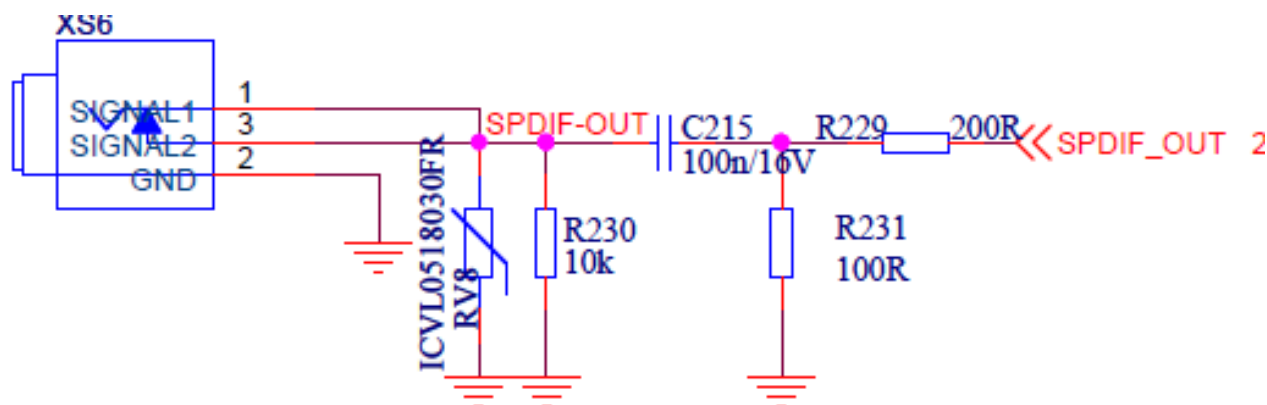 XS6
SIGNAL1 1
SIGNAL2 3
GND 2
SPDIF-OUT
C215
100n/16V
R229 200R
SPDIF_OUT 2
ICVL0518030FR
RV8
R230
10k
R231
100R